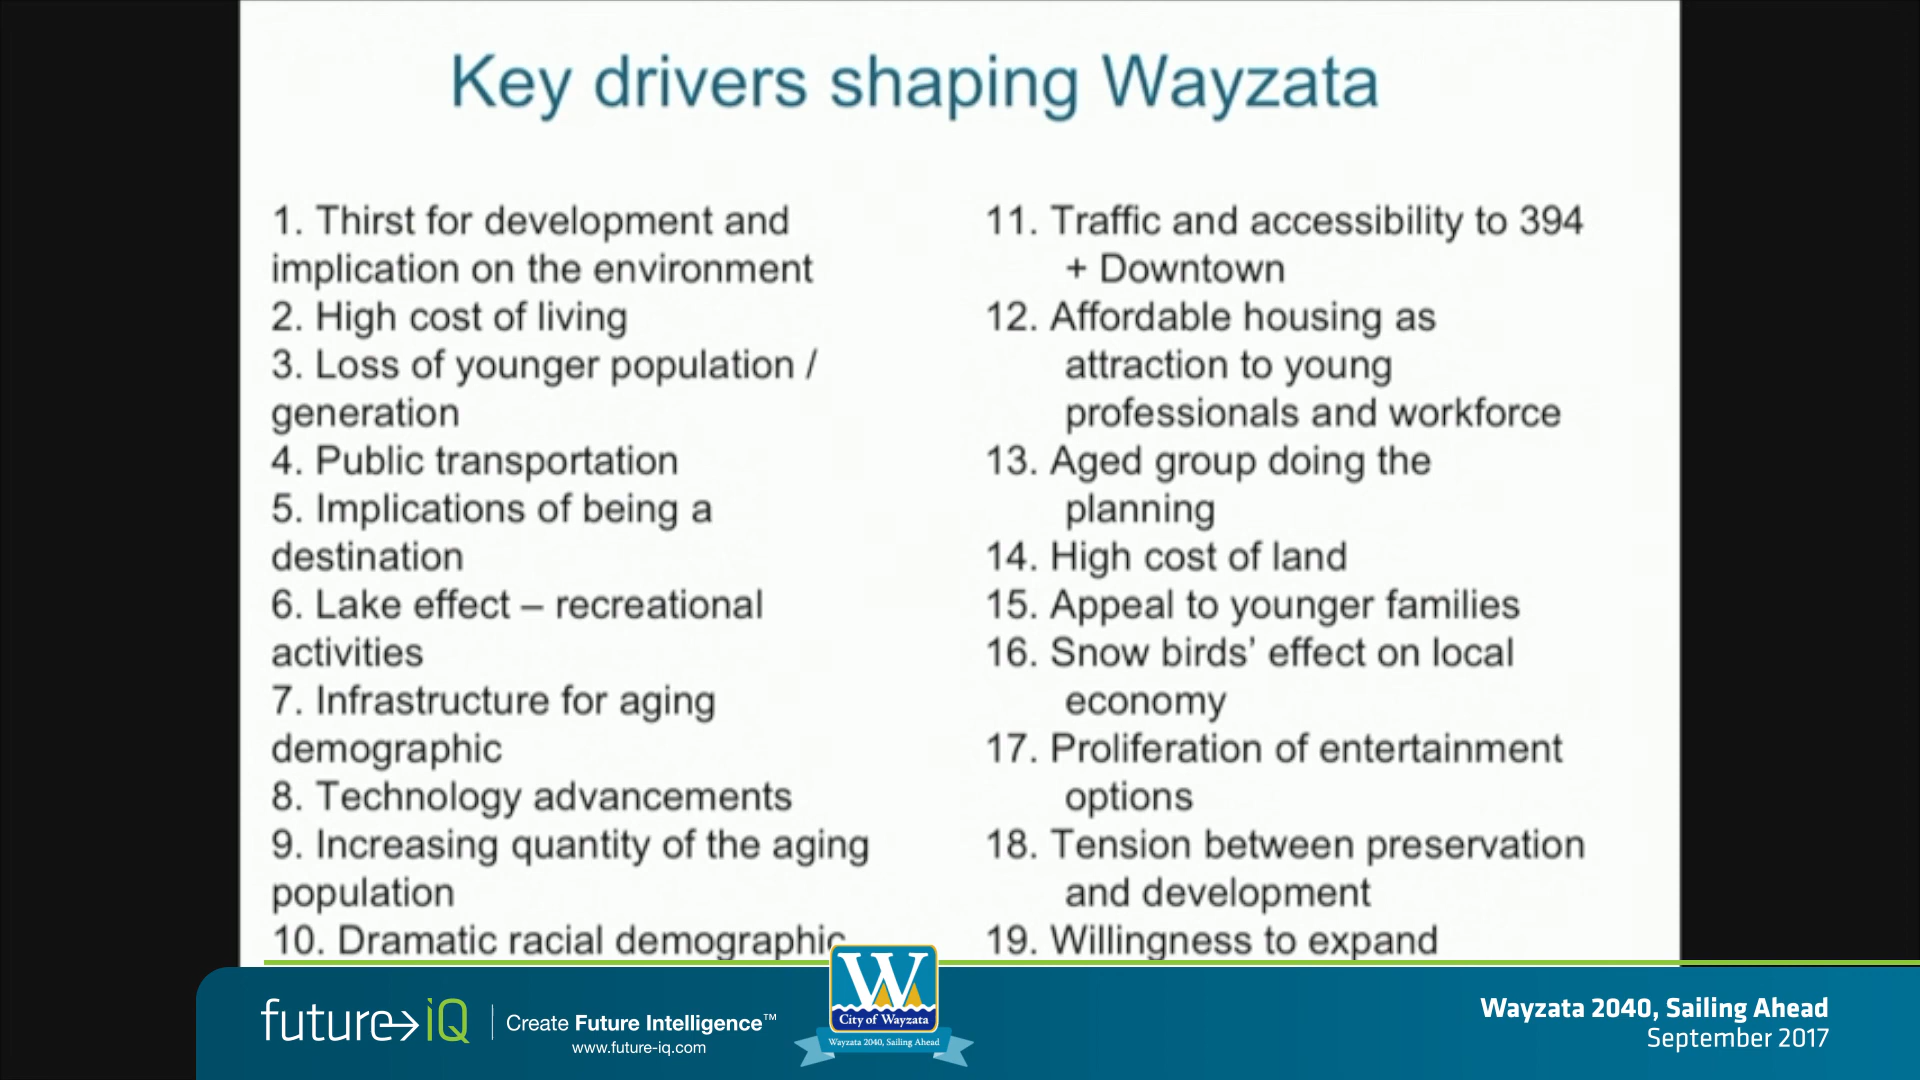 Key drivers shaping Wayzata
1. Thirst for development and
implication on the environment
2. High cost of living
3. Loss of younger population /
generation
4. Public transportation
5. Implications of being a
destination
6. Lake effect – recreational
activities
7. Infrastructure for aging
demographic
8. Technology advancements
9. Increasing quantity of the aging
population
10. Dramatic racial demographic
11. Traffic and accessibility to 394
+ Downtown
12. Affordable housing as
attraction to young
professionals and workforce
13. Aged group doing the
planning
14. High cost of land
15. Appeal to younger families
16. Snow birds’ effect on local
economy
17. Proliferation of entertainment
options
18. Tension between preservation
and development
19. Willingness to expand
future→iQ
Create Future Intelligence™
www.future-iq.com
W
City of Wayzata
Wayzata 2040, Sailing Ahead
Wayzata 2040, Sailing Ahead
September 2017